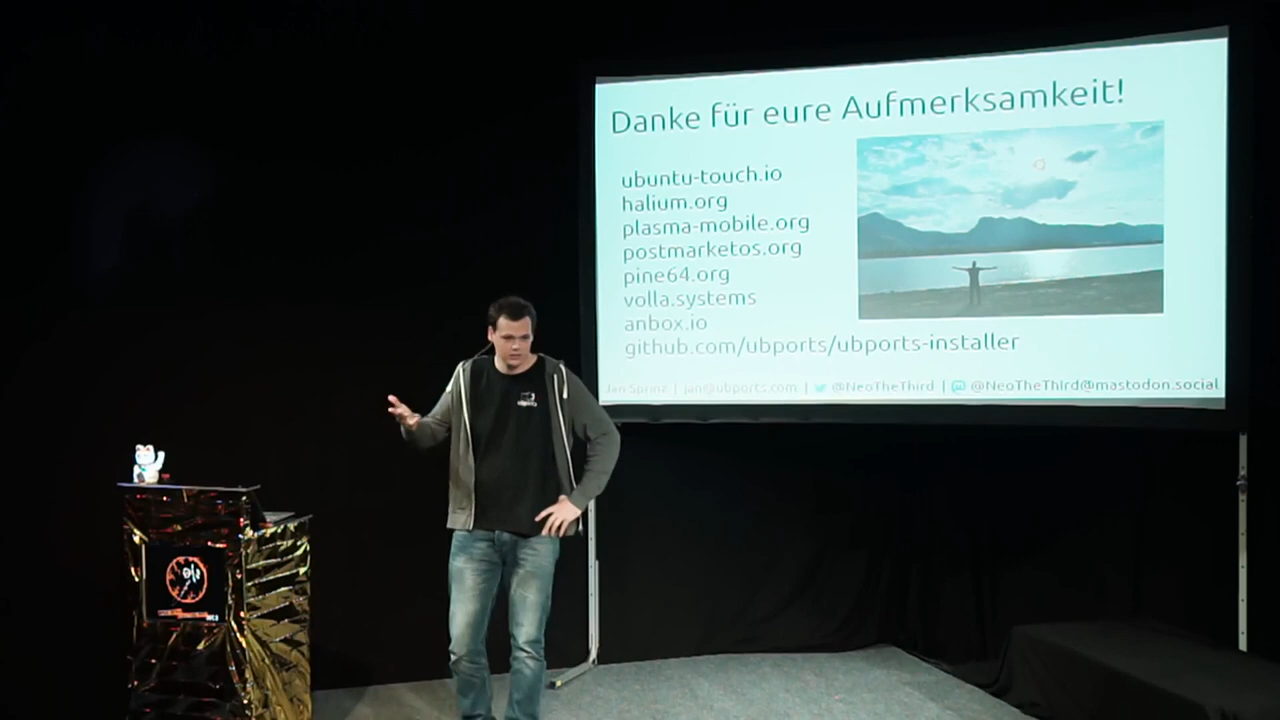 Danke für eure Aufmerksamkeit!
ubuntu-touch.io
halium.org
plasma-mobile.org
postmarketos.org
pine64.org
volla.systems
anbox.io
github.com/ubports/ubports-installer
Jan Sprinz | jan@ubports.com | @NeoTheThird | @NeoTheThird@mastodon.social
ubports